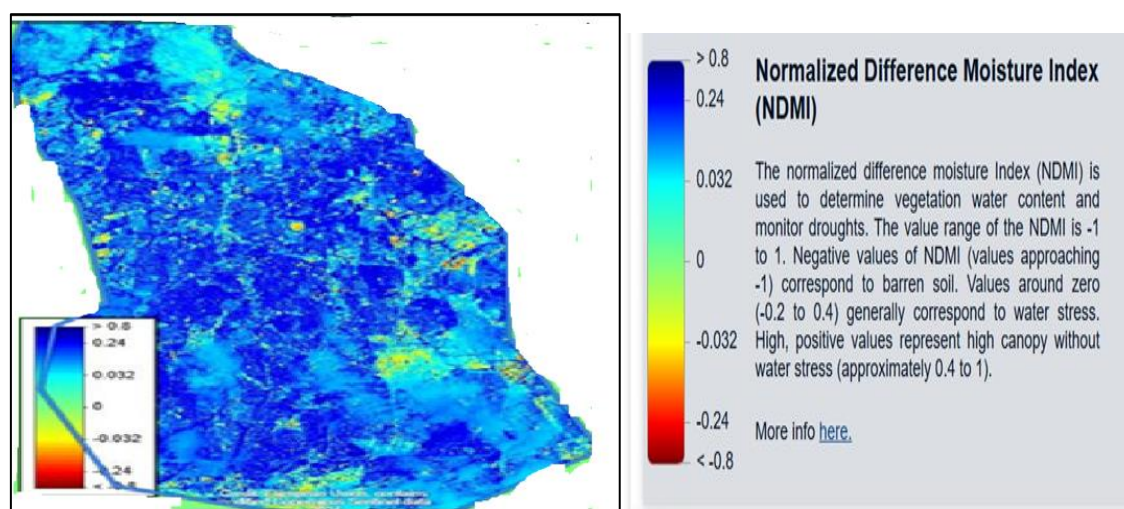 > 0.8
0.24
0.032
0
-0.032
-0.24
> 0.8
0.24
0.032
0
-0.032
-0.24
< -0.8
Normalized Difference Moisture Index
(NDMI)
The normalized difference moisture Index (NDMI) is
used to determine vegetation water content and
monitor droughts. The value range of the NDMI is -1
to 1. Negative values of NDMI (values approaching
-1) correspond to barren soil. Values around zero
(-0.2 to 0.4) generally correspond to water stress.
High, positive values represent high canopy without
water stress (approximately 0.4 to 1).
More info here.